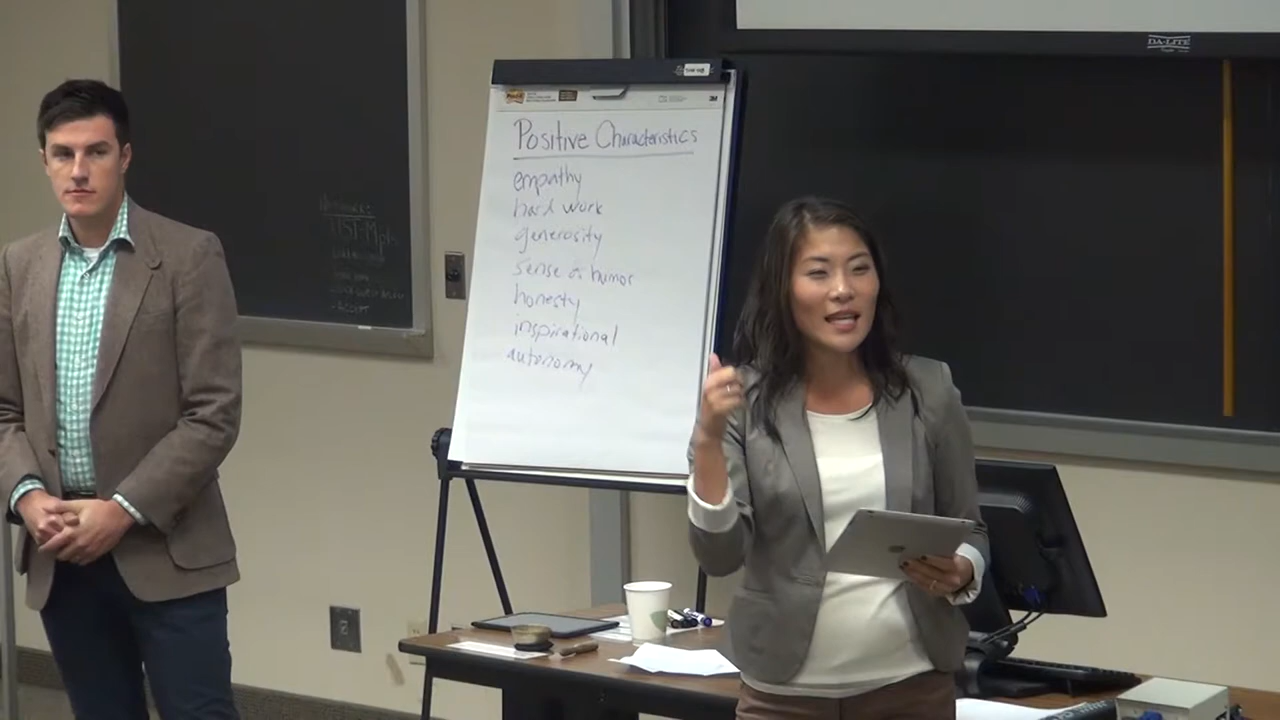 DA-LITE
Positive Characteristics
empathy
hard work
generosity
sense of humor
honesty
inspirational
autonomy